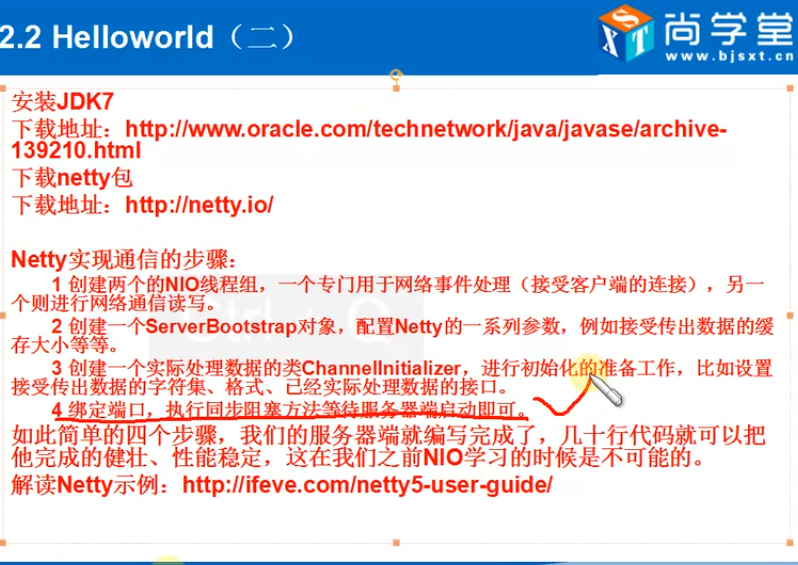 2.2 Helloworld（二）
尚学堂
www.bjsxt.cn
XST
安装JDK7
下载地址：http://www.oracle.com/technetwork/java/javase/archive-
139210.html
下载netty包
下载地址：http://netty.io/
Netty实现通信的步骤：
1 创建两个的NIO线程组，一个专门用于网络事件处理（接受客户端的连接），另一
个则进行网络通信读写。
2 创建一个ServerBootstrap对象，配置Netty的一系列参数，例如接受传出数据的缓
存大小等等。
3 创建一个实际处理数据的类ChannelInitializer，进行初始化的准备工作，比如设置
接受传出数据的字符集、格式、已经实际处理数据的接口。
4 绑定端口，执行同步阻塞方法等待服务器端启动即可。
如此简单的四个步骤，我们的服务器端就编写完成了，几十行代码就可以把
他完成的健壮、性能稳定，这在我们之前NIO学习的时候是不可能的。
解读Netty示例：http://ifeve.com/netty5-user-guide/
Ctrl + Q